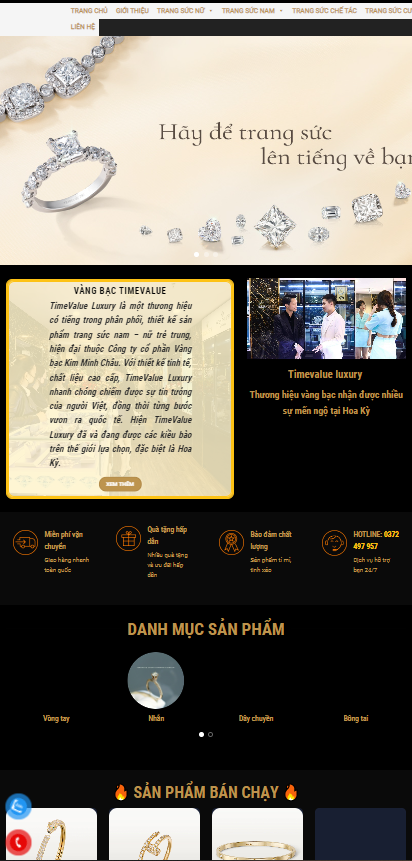 TRANG CHỦ GIỚI THIỆU TRANG SỨC NỮ TRANG SỨC NAM TRANG SỨC CHẾ TÁC TRANG SỨC CƯ
LIÊN HỆ
Hãy để trang sức
lên tiếng về bạn
VÀNG BẠC TIMEVALUE
TimeValue Luxury là một thương hiệu
có tiếng trong phân phối, thiết kế sản
phẩm trang sức nam – nữ trẻ trung,
hiện đại thuộc Công ty cổ phần Vàng
bạc Kim Minh Châu. Với thiết kế tinh tế,
chất liệu cao cấp, TimeValue Luxury
nhanh chóng chiếm được sự tin tưởng
của người Việt, đồng thời từng bước
vươn ra quốc tế. Hiện TimeValue
Luxury đã và đang được các kiều bào
trên thế giới lựa chọn, đặc biệt là Hoa
Kỳ.
XEM THÊM
Timevalue luxury
Thương hiệu vàng bạc nhận được nhiều
sự mến ngộ tại Hoa Kỳ
Miễn phí vận
chuyển
Giao hàng nhanh
toàn quốc
Quà tặng hấp
dẫn
Nhiều quà tặng
và ưu đãi hấp
dẫn
Bảo đảm chất
lượng
Sản phẩm tỉ mỉ,
tinh xảo
HOTLINE: 0372
497 957
Dịch vụ hỗ trợ
bạn 24/7
DANH MỤC SẢN PHẨM
Vòng tay
Nhẫn
Dây chuyền
Bông tai
SẢN PHẨM BÁN CHẠY